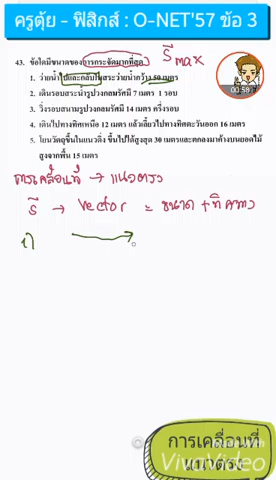 ครูตุ้ย - ฟิสิกส์ : O-NET'57 ข้อ 3
43. ข้อใดมีขนาดของการกระจัดมากที่สุด
S max
1. ว่ายน้ำไปและกลับในสระว่ายน้ำกว้าง 50 เมตร
2. เดินรอบสระน้ำรูปวงกลมรัศมี 7 เมตร 1 รอบ
3. วิ่งรอบสนามรูปวงกลมรัศมี 14 เมตร ครึ่งรอบ
4. เดินไปทางทิศเหนือ 12 เมตร แล้วเลี้ยวไปทางทิศตะวันออก 16 เมตร
5. โยนวัตถุขึ้นในแนวดิ่ง ขึ้นไปได้สูงสุด 30 เมตรและตกลงมาค้างบนยอดไม้
สูงจากพื้น 15 เมตร
00:58
การเคลื่อนที่ → แนวตรง
S → vector = ขนาด + ทิศทาง
1)
การเคลื่อนที่
แนวตรง
Made With
VivaVideo